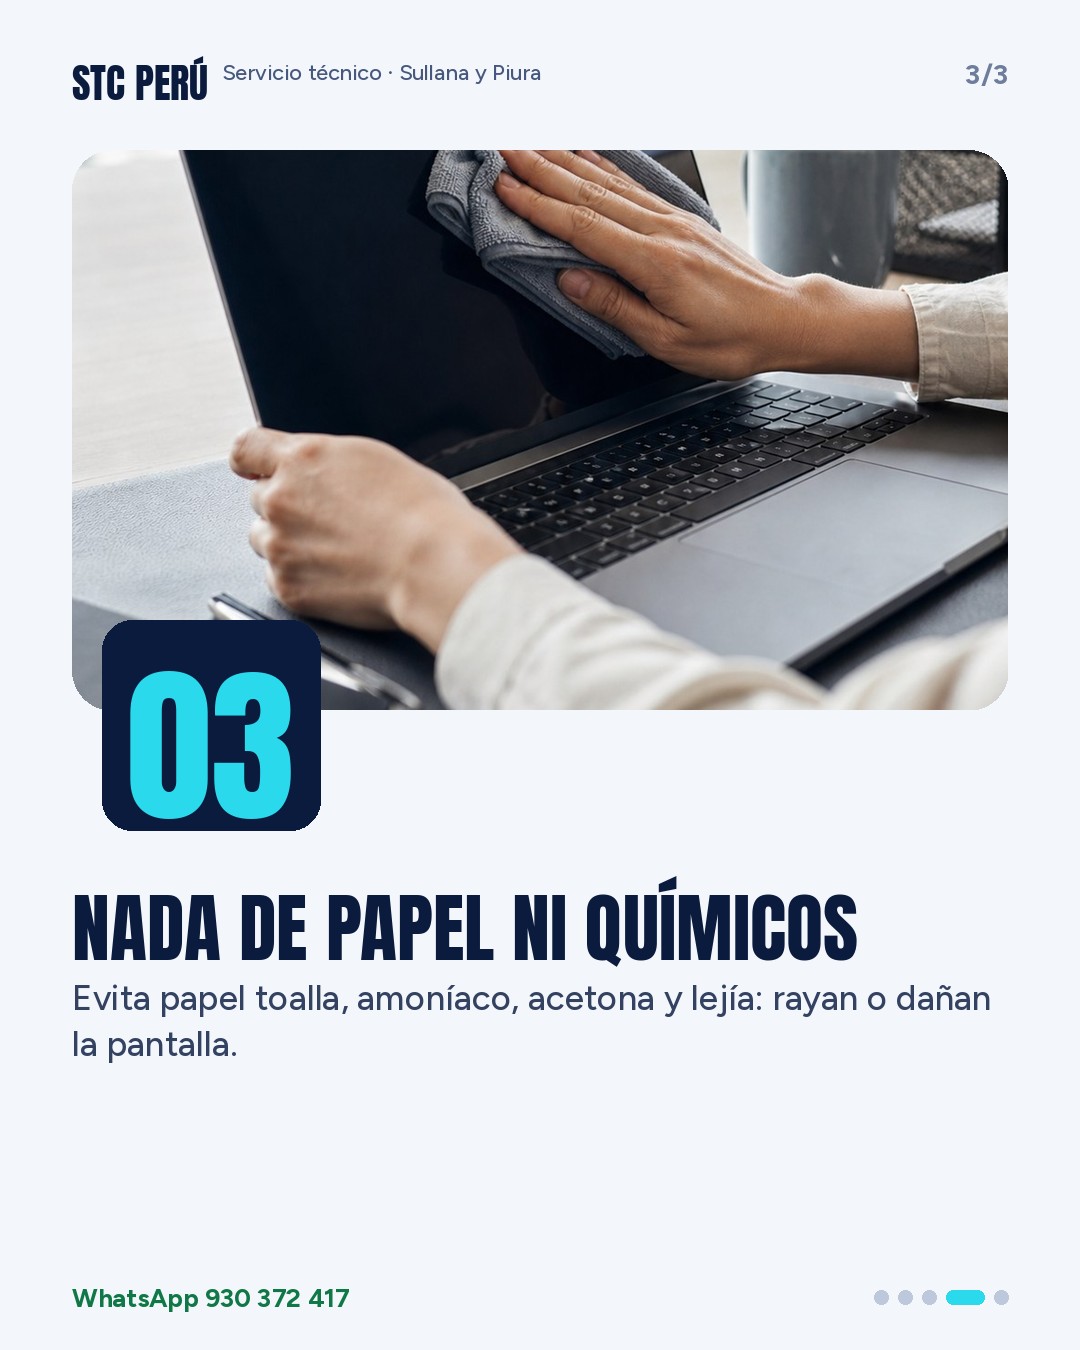 STC PERÚ Servicio técnico · Sullana y Piura
3/3
03
NADA DE PAPEL NI QUÍMICOS
Evita papel toalla, amoníaco, acetona y lejía: rayan o dañan
la pantalla.
WhatsApp 930 372 417